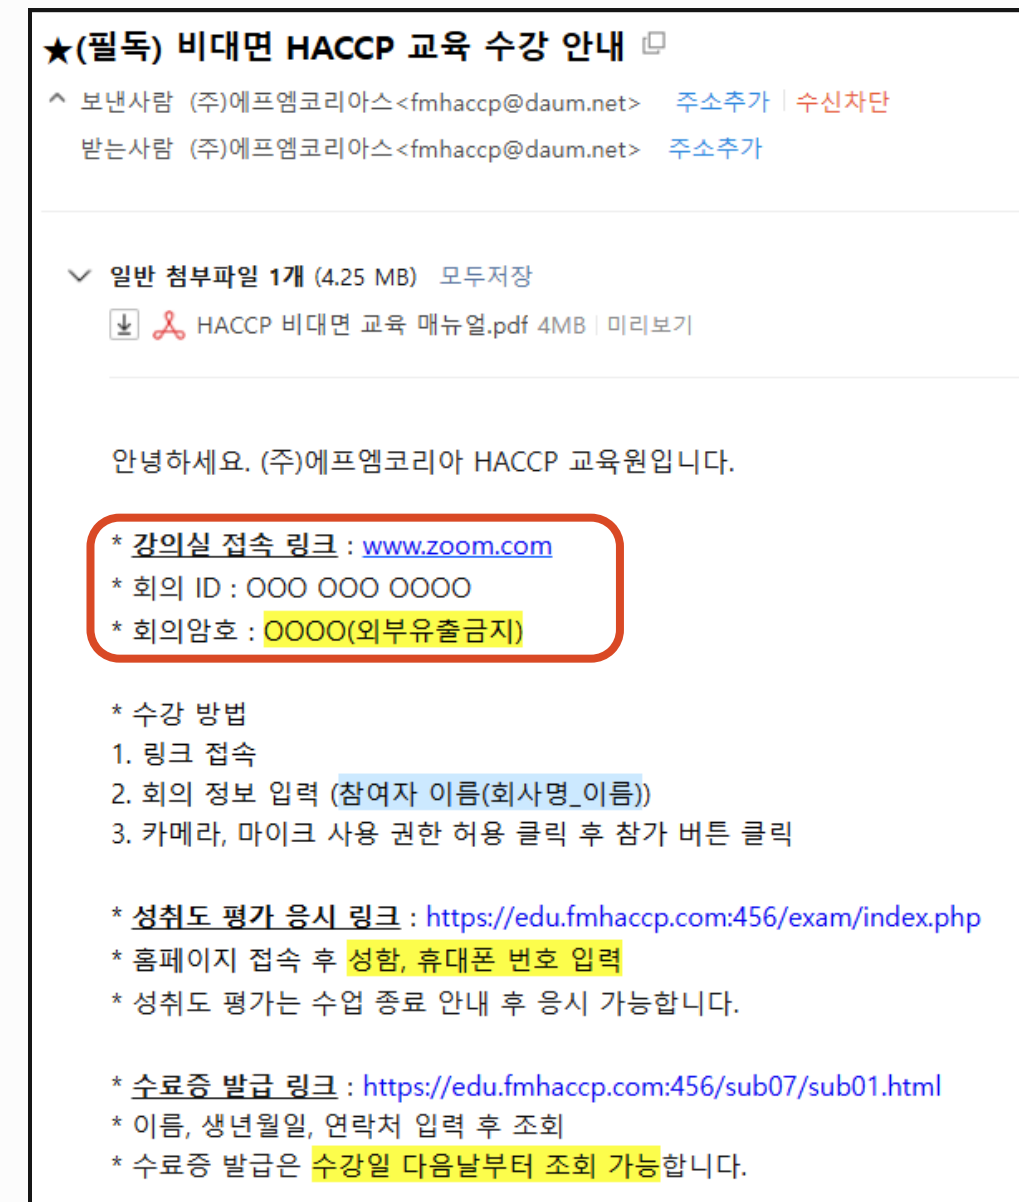 ★(필독) 비대면 HACCP 교육 수강 안내
보낸사람 (주)에프엠코리아스<fmhaccp@daum.net> 주소추가 수신차단
받는사람 (주)에프엠코리아스<fmhaccp@daum.net> 주소추가
일반 첨부파일 1개 (4.25 MB) 모두저장
HACCP 비대면 교육 매뉴얼.pdf 4MB 미리보기
안녕하세요. (주)에프엠코리아 HACCP 교육원입니다.
* 강의실 접속 링크 : www.zoom.com
* 회의 ID : OOO OOO OOOO
* 회의암호 : OOOO(외부유출금지)
* 수강 방법
1. 링크 접속
2. 회의 정보 입력 (참여자 이름(회사명_이름))
3. 카메라, 마이크 사용 권한 허용 클릭 후 참가 버튼 클릭
* 성취도 평가 응시 링크 : https://edu.fmhaccp.com:456/exam/index.php
* 홈페이지 접속 후 성함, 휴대폰 번호 입력
* 성취도 평가는 수업 종료 안내 후 응시 가능합니다.
* 수료증 발급 링크 : https://edu.fmhaccp.com:456/sub07/sub01.html
* 이름, 생년월일, 연락처 입력 후 조회
* 수료증 발급은 수강일 다음날부터 조회 가능합니다.